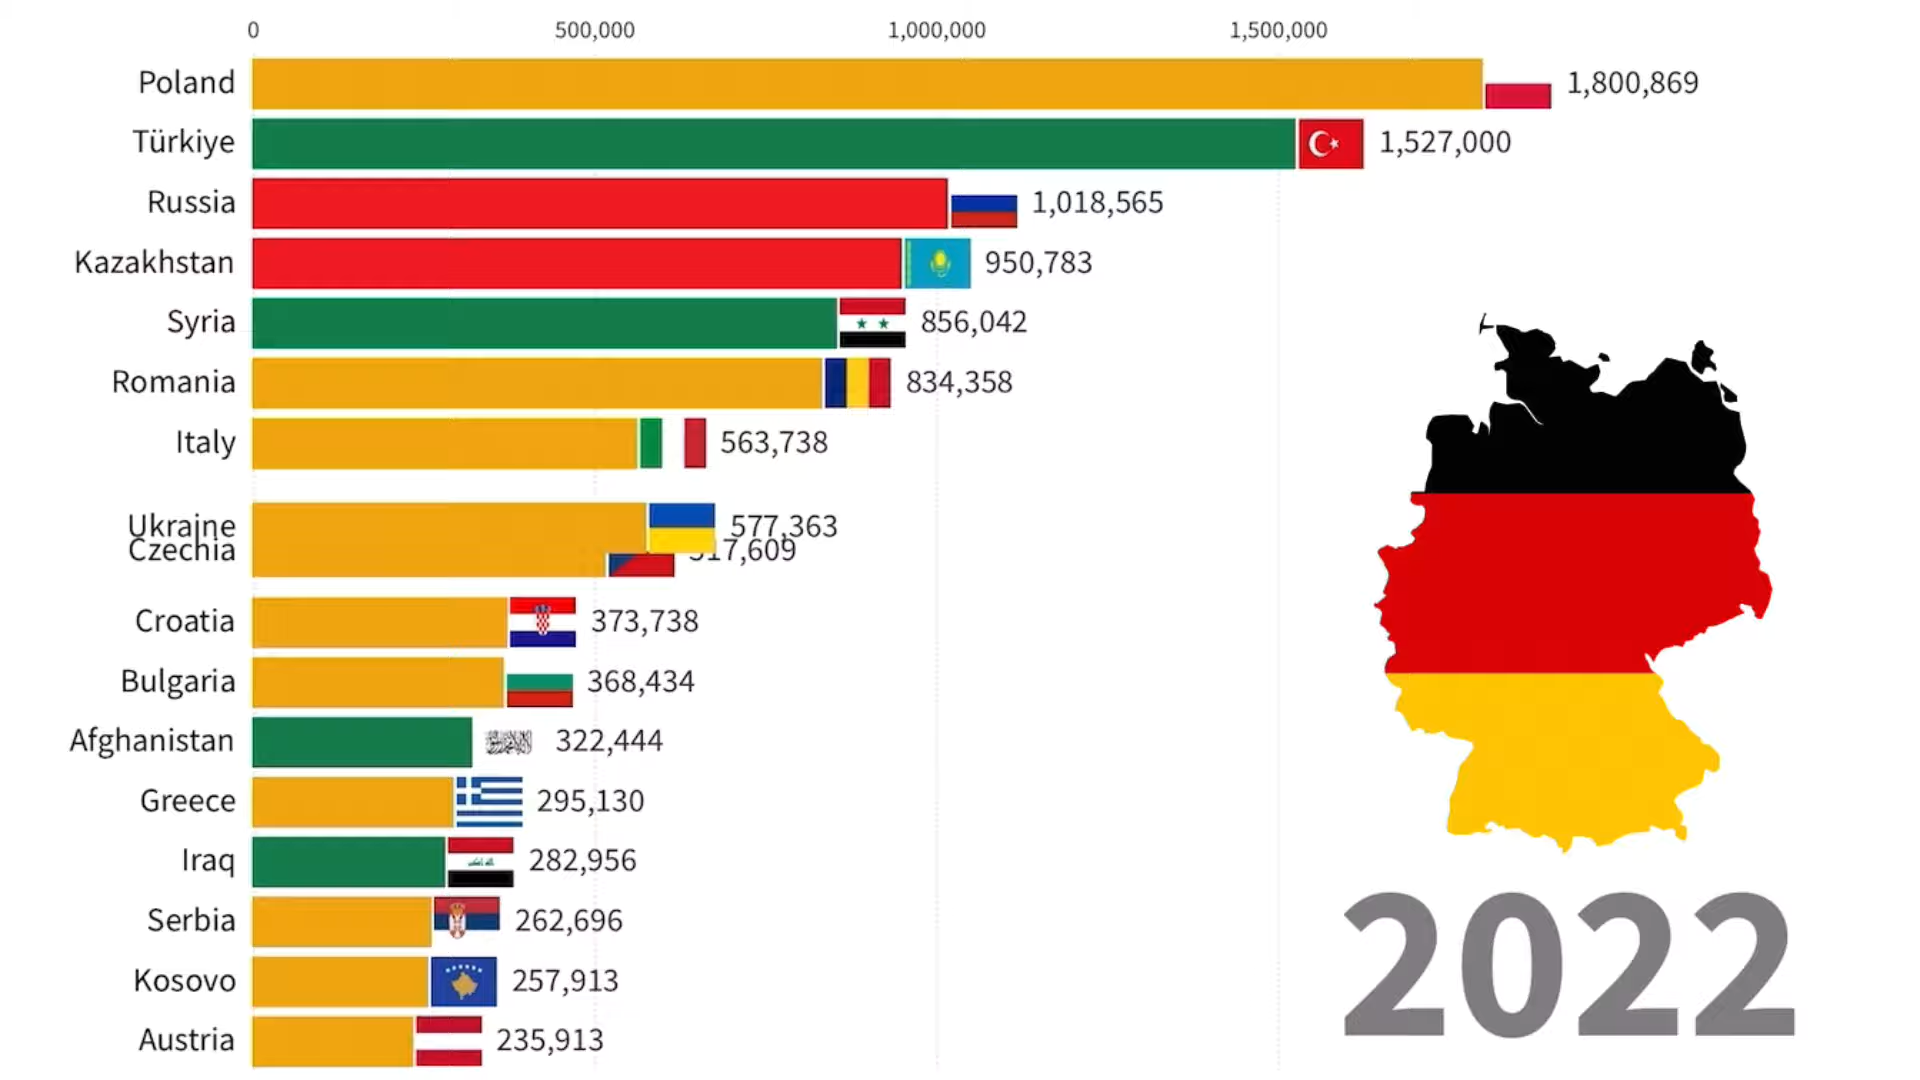 0 500,000 1,000,000 1,500,000
Poland 1,800,869
Türkiye 1,527,000
Russia 1,018,565
Kazakhstan 950,783
Syria 856,042
Romania 834,358
Italy 563,738
Ukraine 577,363
Czechia 517,609
Croatia 373,738
Bulgaria 368,434
Afghanistan 322,444
Greece 295,130
Iraq 282,956
Serbia 262,696
Kosovo 257,913
Austria 235,913
2022